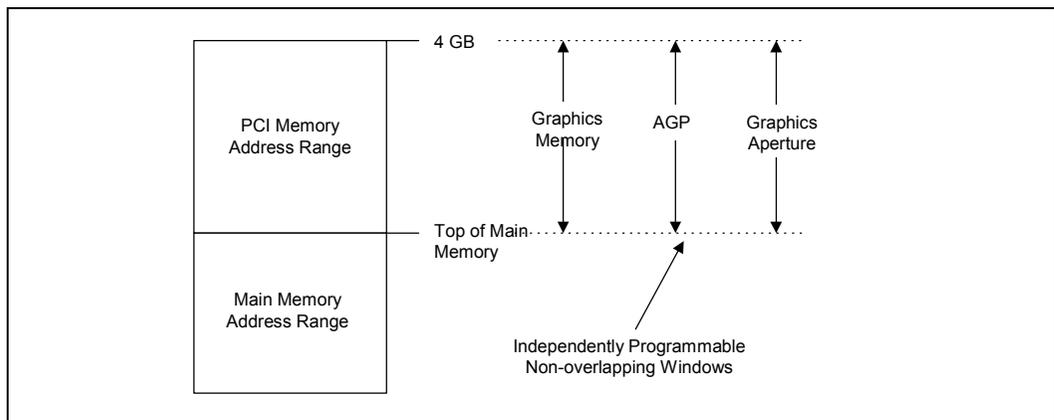 4 GB
PCI Memory
Address Range
Graphics
Memory
AGP
Graphics
Aperture
Top of Main
Memory
Main Memory
Address Range
Independently Programmable
Non-overlapping Windows